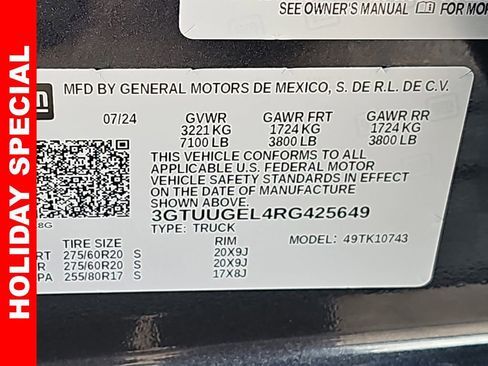 SEE OWNER'S MANUAL FOR MOR
HOLIDAY SPECIAL
gm
MFD BY GENERAL MOTORS DE MEXICO, S. DE R.L. DE C.V.
07/24 GVWR GAWR FRT GAWR RR
3221 KG 1724 KG 1724 KG
7100 LB 3800 LB 3800 LB
THIS VEHICLE CONFORMS TO ALL
APPLICABLE U.S. FEDERAL MOTOR
VEHICLE SAFETY STANDARDS IN EFFECT
ON THE DATE OF MANUFACTURE
SHOWN ABOVE.
3GTUUGEL4RG425649
TYPE: TRUCK MODEL: 49TK10743
TIRE SIZE RIM
275/60R20 S 20X9J
R 275/60R20 S 20X9J
PA 255/80R17 S 17X8J